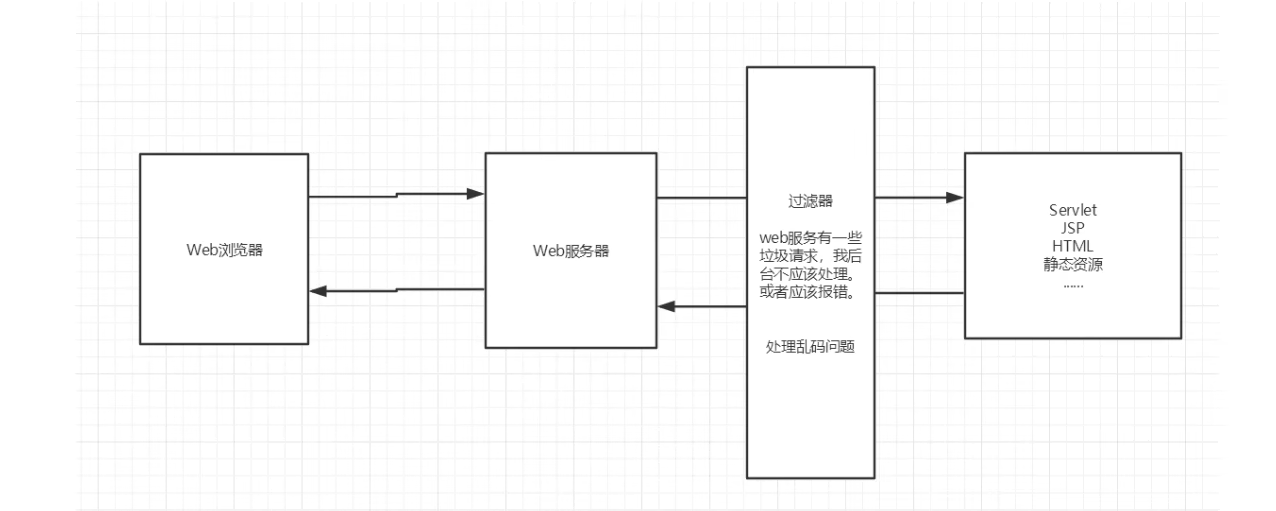 Web浏览器
Web服务器
过滤器
web服务有一些
垃圾请求，我后
台不应该处理。
或者应该报错。
处理乱码问题
Servlet
JSP
HTML
静态资源
......